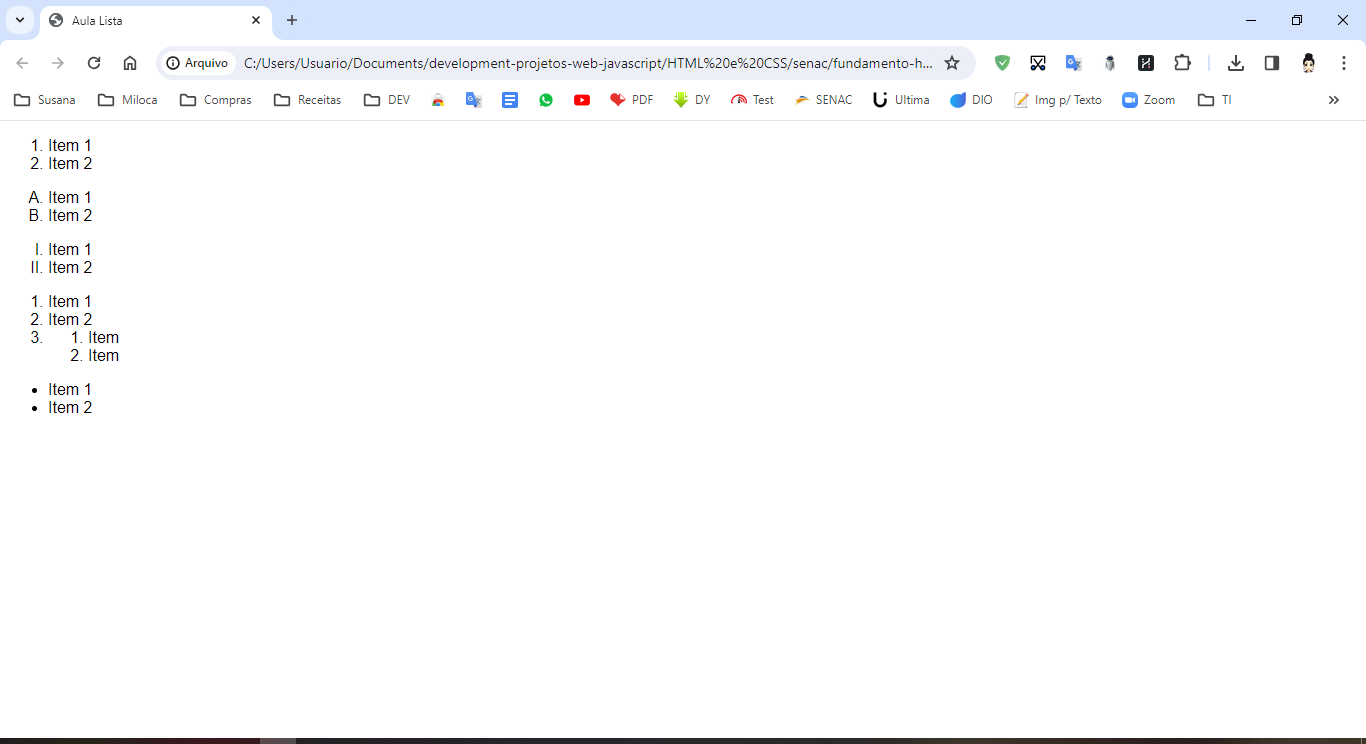 Aula Lista
Arquivo C:/Users/Usuario/Documents/development-projetos-web-javascript/HTML%20e%20CSS/senac/fundamento-h...
Susana Miloca Compras Receitas DEV PDF DY Test SENAC Ultima DIO Img p/ Texto Zoom TI
1. Item 1
2. Item 2
A. Item 1
B. Item 2
I. Item 1
II. Item 2
1. Item 1
2. Item 2
3. 1. Item
2. Item
• Item 1
• Item 2